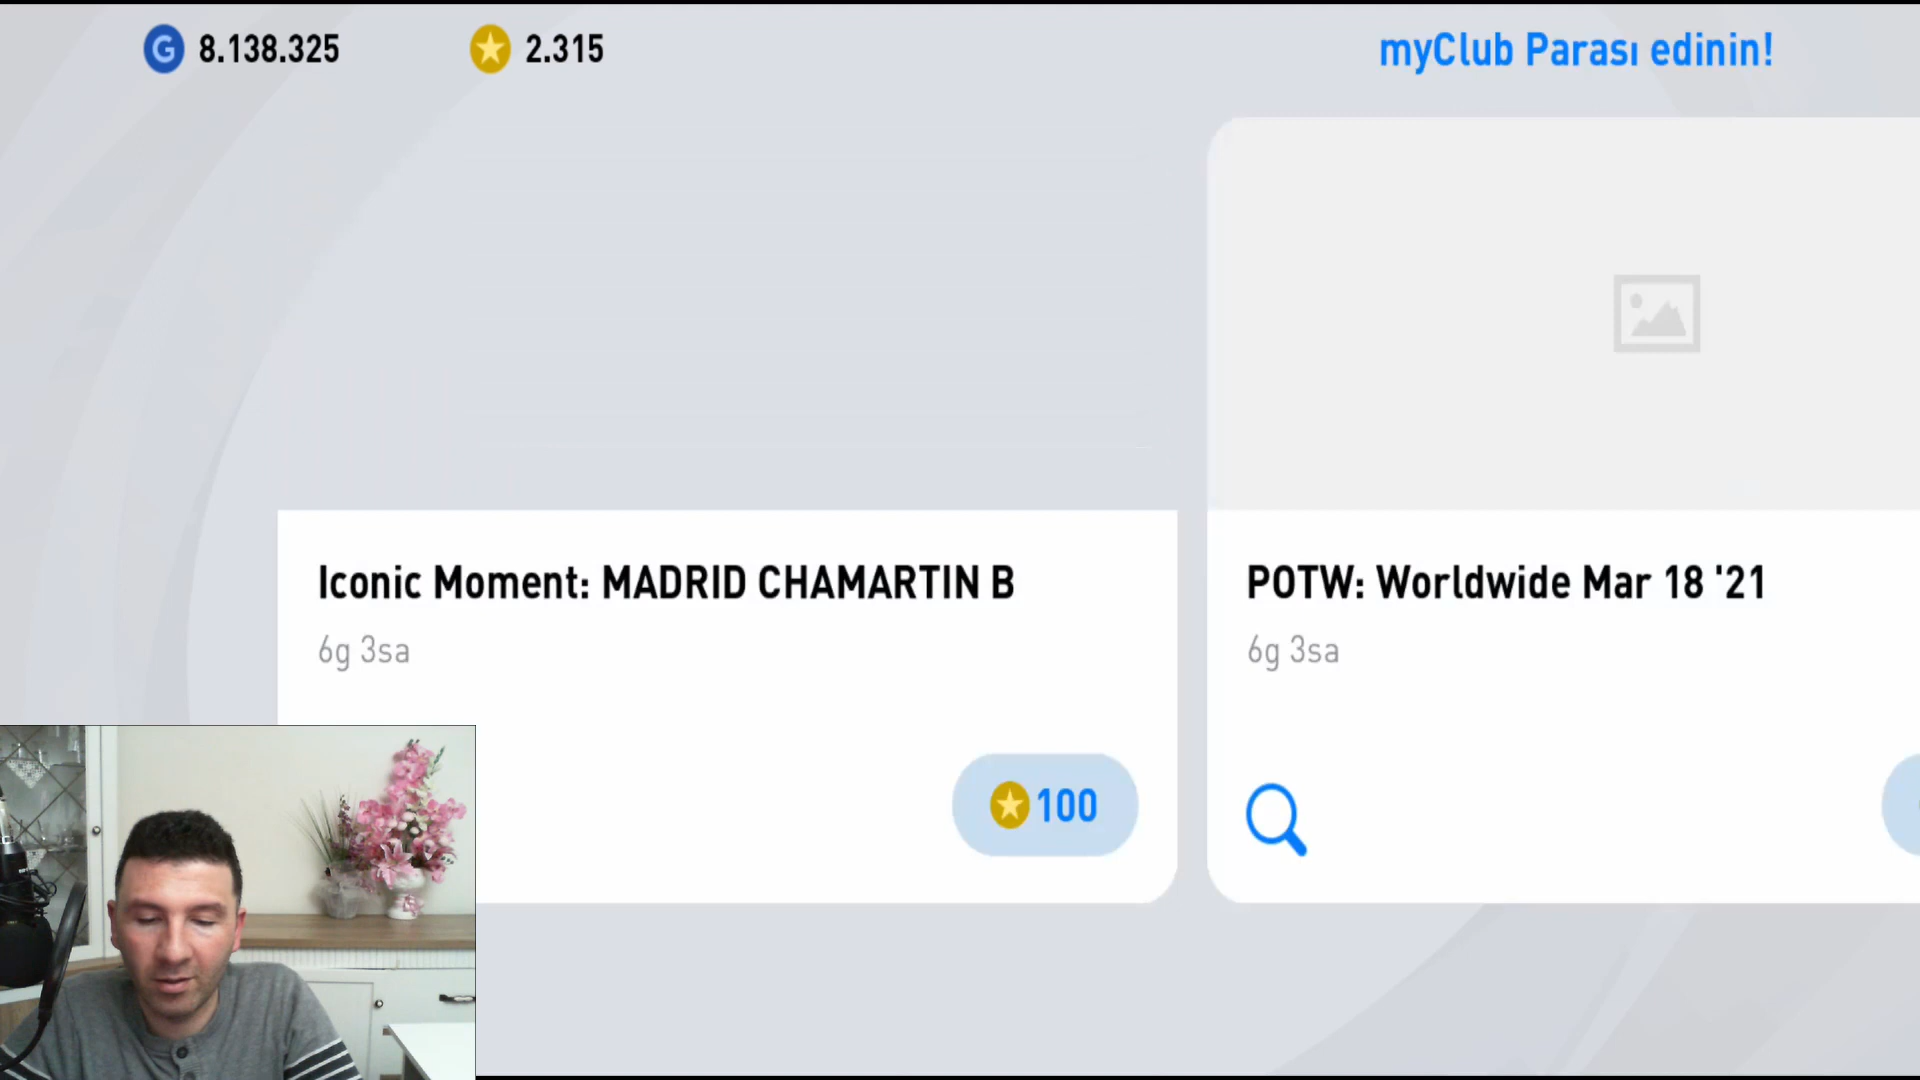 G 8.138.325
2.315
myClub Parası edinin!
Iconic Moment: MADRID CHAMARTIN B
6g 3sa
100
POTW: Worldwide Mar 18 '21
6g 3sa